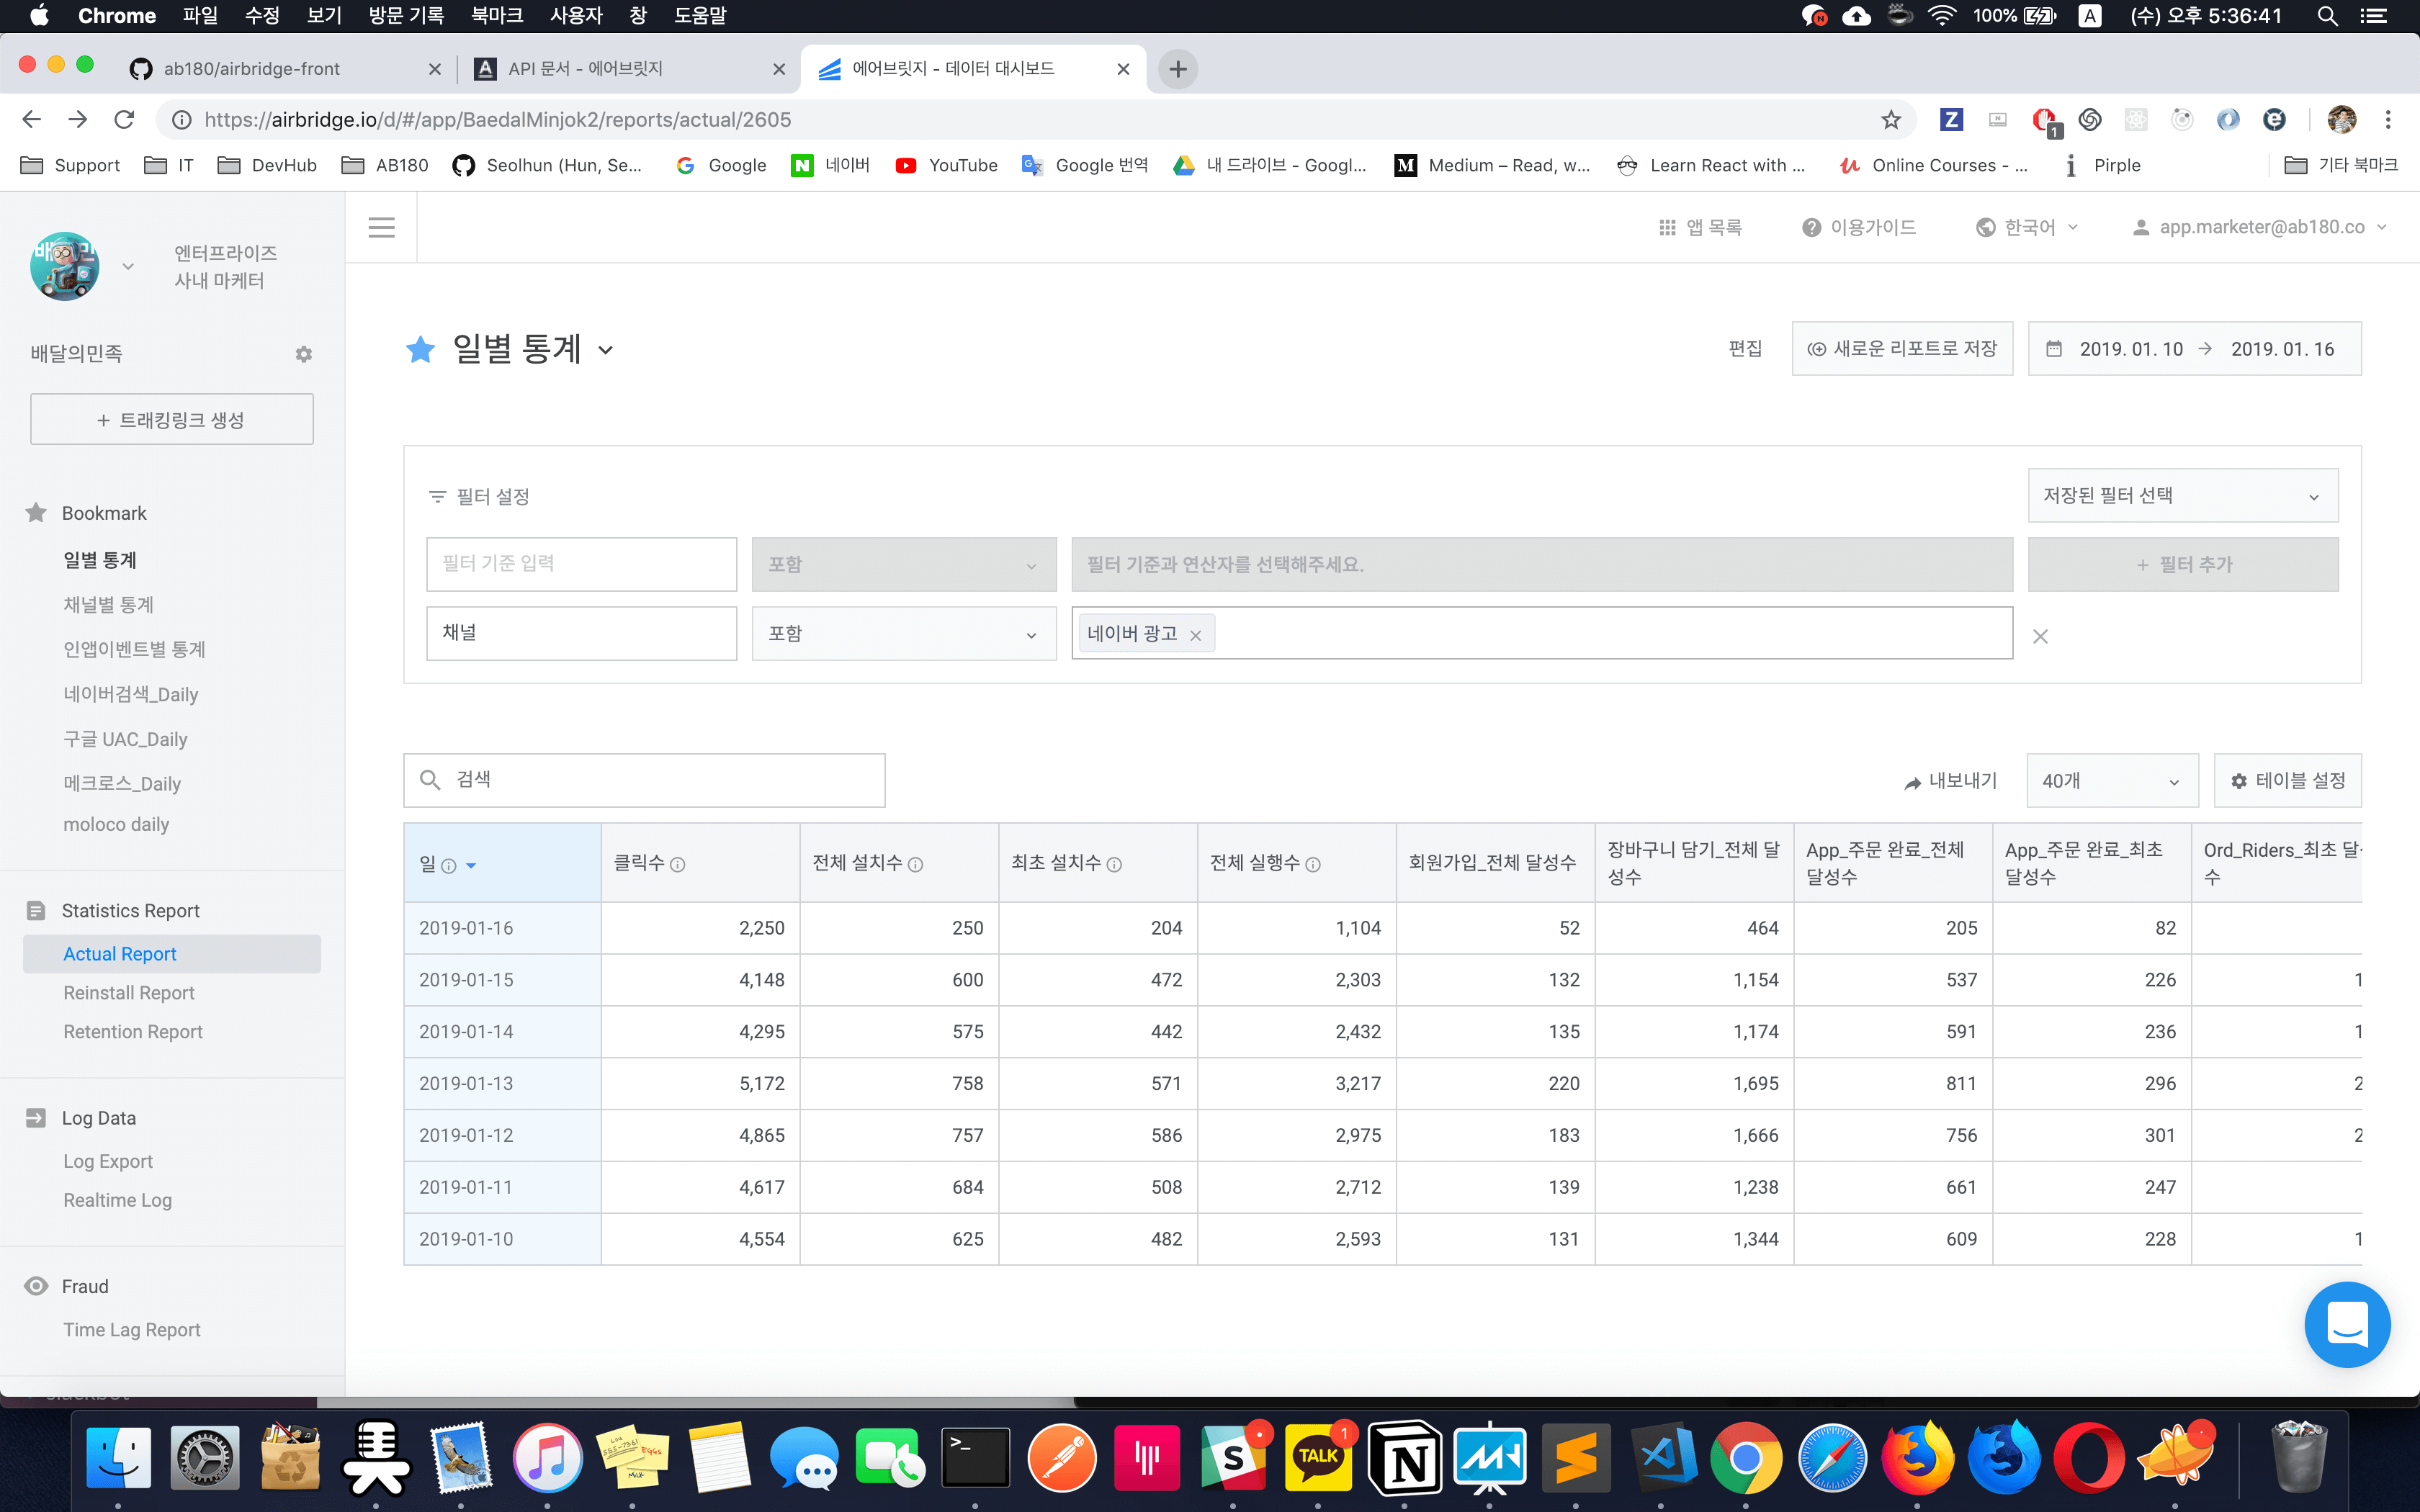 Chrome 파일 수정 보기 방문 기록 북마크 사용자 창 도움말 100% A (수) 오후 5:36:41
ab180/airbridge-front API 문서 - 에어브릿지 에어브릿지 - 데이터 대시보드
https://airbridge.io/d/#/app/BaedalMinjok2/reports/actual/2605
Support IT DevHub AB180 Seolhun (Hun, Se... Google 네이버 YouTube Google 번역 내 드라이브 - Googl... Medium – Read, w... Learn React with ... Online Courses - ... Pirple 기타 북마크
앱 목록 이용가이드 한국어 app.marketer@ab180.co
엔터프라이즈
사내 마케터
배달의민족
+ 트래킹링크 생성
Bookmark
일별 통계
채널별 통계
인앱이벤트별 통계
네이버검색_Daily
구글 UAC_Daily
메크로스_Daily
moloco daily
Statistics Report
Actual Report
Reinstall Report
Retention Report
Log Data
Log Export
Realtime Log
Fraud
Time Lag Report
일별 통계 편집 새로운 리포트로 저장 2019. 01. 10 → 2019. 01. 16
필터 설정 저장된 필터 선택
필터 기준 입력 포함 필터 기준과 연산자를 선택해주세요. + 필터 추가
채널 포함 네이버 광고
검색 내보내기 40개 테이블 설정
일 클릭수 전체 설치수 최초 설치수 전체 실행수 회원가입_전체 달성수 장바구니 담기_전체 달성수 App_주문 완료_전체 달성수 App_주문 완료_최초 달성수 Ord_Riders_최초 달 수
2019-01-16 2,250 250 204 1,104 52 464 205 82
2019-01-15 4,148 600 472 2,303 132 1,154 537 226 1
2019-01-14 4,295 575 442 2,432 135 1,174 591 236 1
2019-01-13 5,172 758 571 3,217 220 1,695 811 296 2
2019-01-12 4,865 757 586 2,975 183 1,666 756 301 2
2019-01-11 4,617 684 508 2,712 139 1,238 661 247
2019-01-10 4,554 625 482 2,593 131 1,344 609 228 1
TALK 1